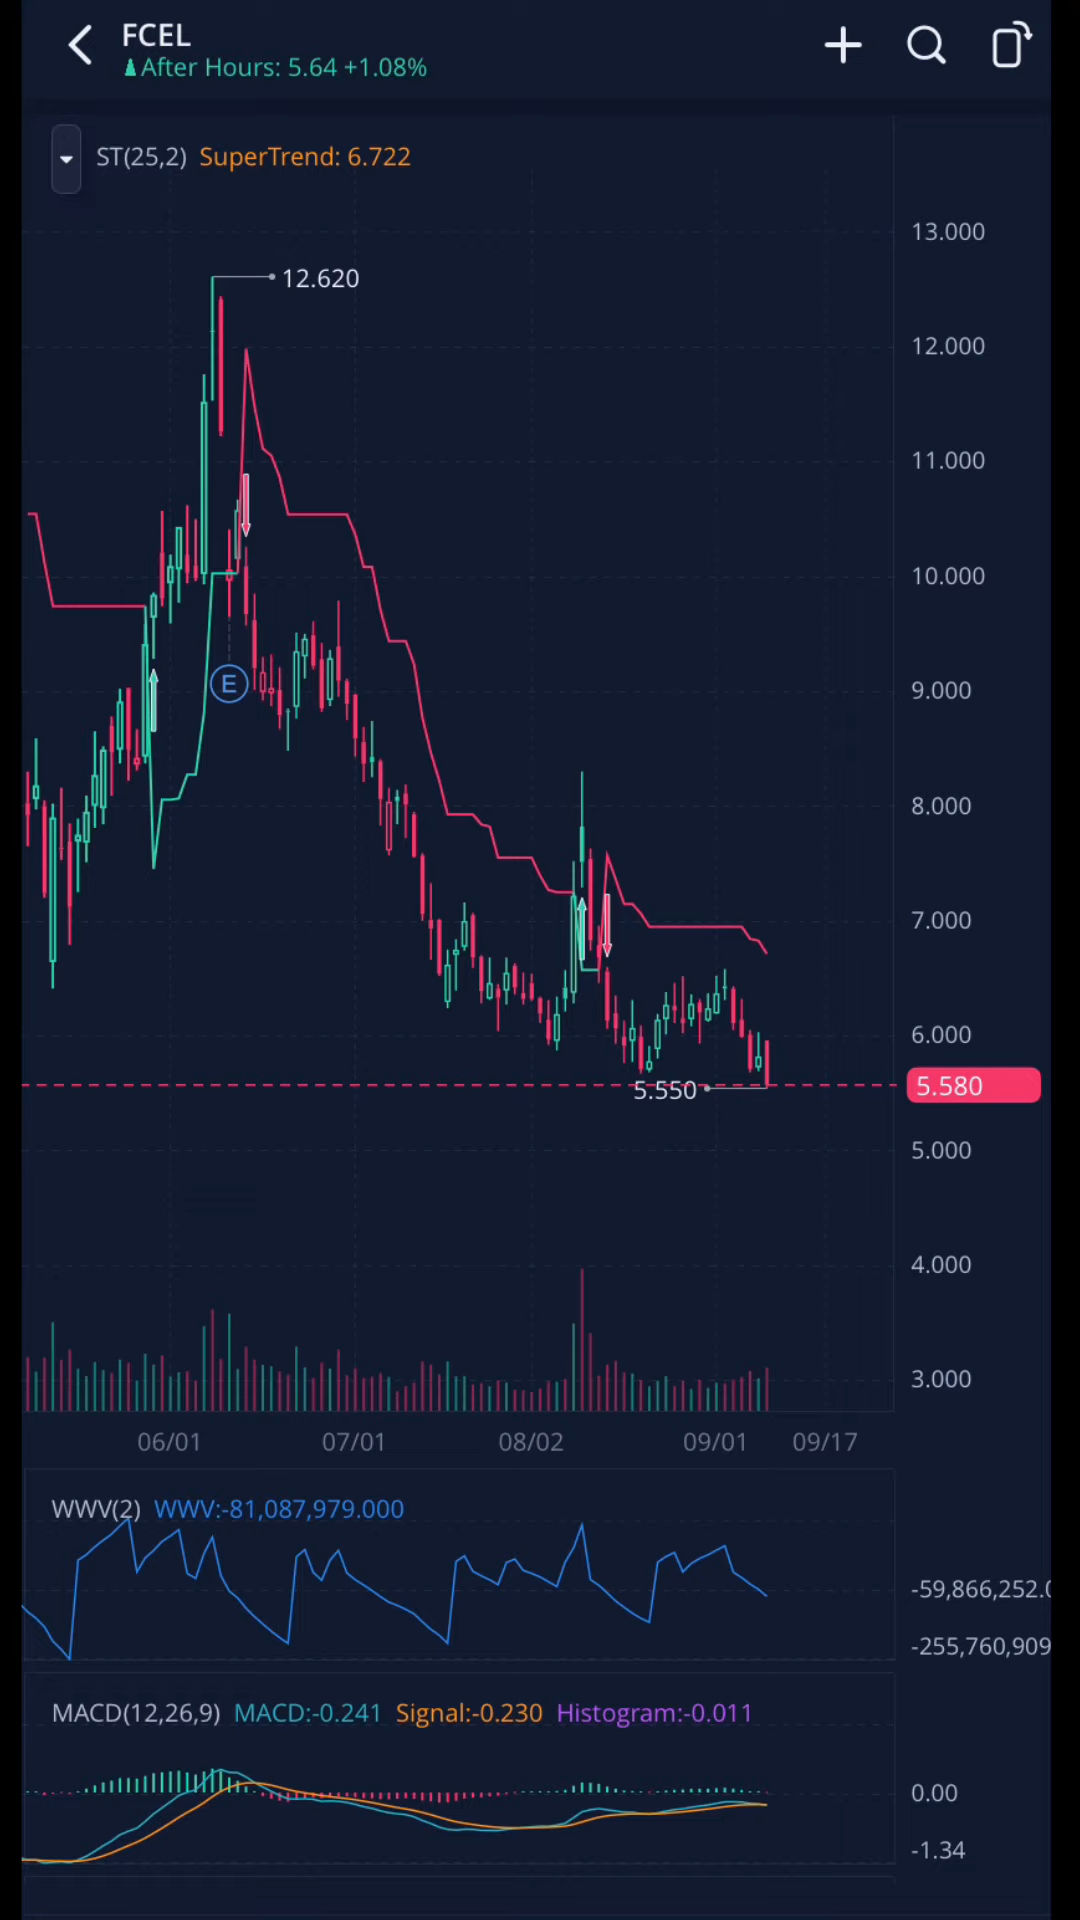 FCEL
After Hours: 5.64 +1.08%
ST(25,2) SuperTrend: 6.722
13.000
12.620
12.000
11.000
10.000
E
9.000
8.000
7.000
6.000
5.550
5.580
5.000
4.000
3.000
06/01 07/01 08/02 09/01 09/17
WWV(2) WWV:-81,087,979.000
-59,866,252.0
-255,760,909
MACD(12,26,9) MACD:-0.241 Signal:-0.230 Histogram:-0.011
0.00
-1.34